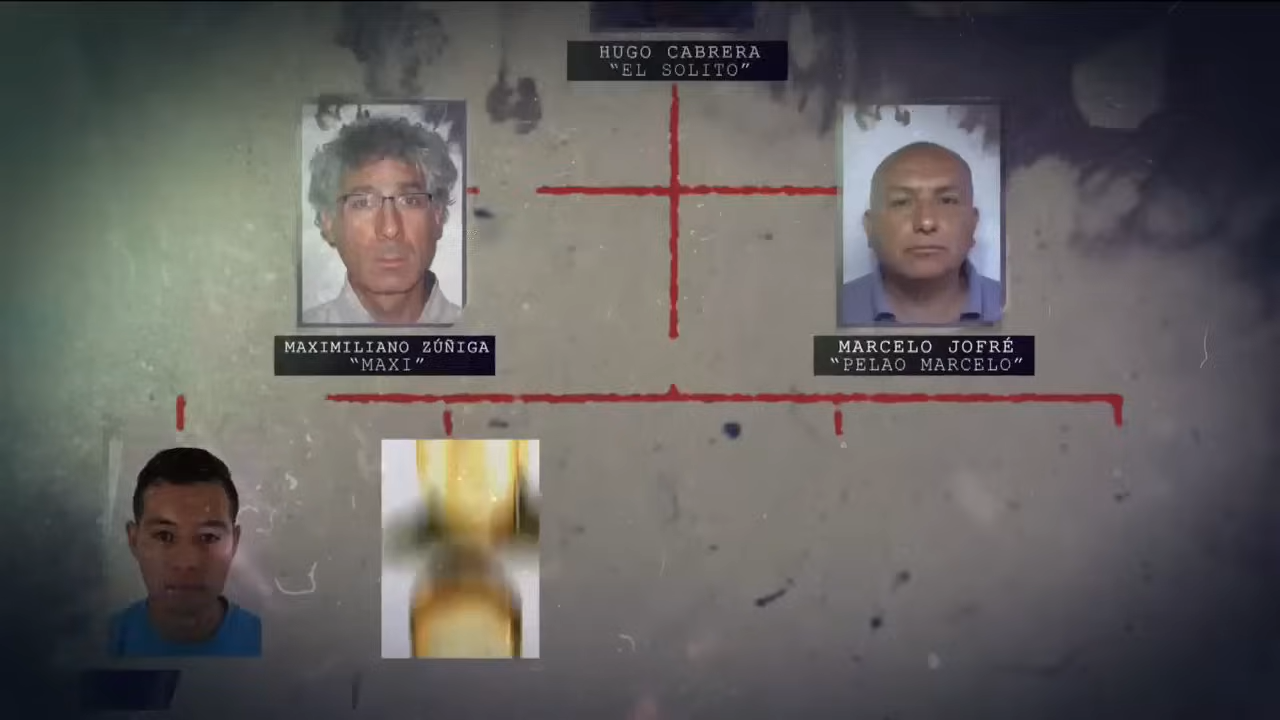 HUGO CABRERA
“EL SOLITO”
MAXIMILIANO ZÚÑIGA
“MAXI”
MARCELO JOFRÉ
“PELAO MARCELO”